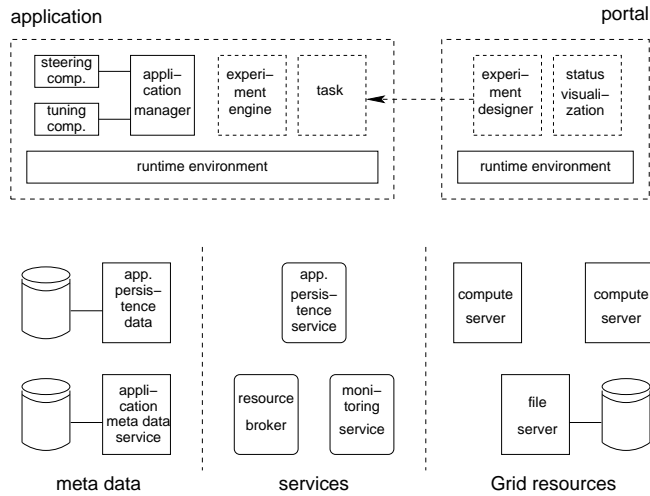 application
portal
steering
comp.
tuning
comp.
appli–
cation
manager
experi–
ment
engine
task
experi–
ment
designer
status
visuali–
zation
runtime environment
runtime environment
app.
persis–
tence
data
app.
persis–
tence
service
compute
server
compute
server
appli–
cation
meta data
service
resource
broker
moni–
toring
service
file
server
meta data
services
Grid resources